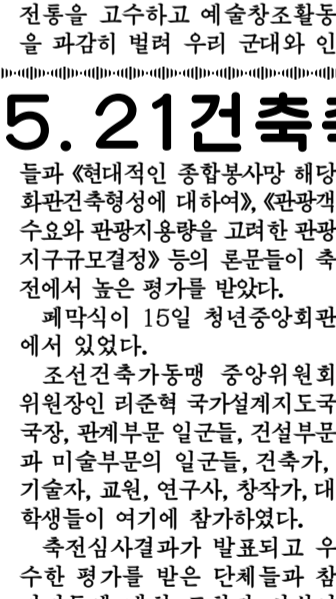 전통을 고수하고 예술창조활동
을 과감히 벌려 우리 군대와 인
5. 21건축
들과 《현대적인 종합봉사망 해당
화관건축형성에 대하여》, 《관광객
수요와 관광지용량을 고려한 관광
지구규모결정》 등의 론문들이 축
전에서 높은 평가를 받았다.
페막식이 15일 청년중앙회관
에서 있었다.
조선건축가동맹 중앙위원회
위원장인 리준혁 국가설계지도국
국장, 관계부문 일군들, 건설부문
과 미술부문의 일군들, 건축가,
기술자, 교원, 연구사, 창작가, 대
학생들이 여기에 참가하였다.
축전심사결과가 발표되고 우
수한 평가를 받은 단체들과 참